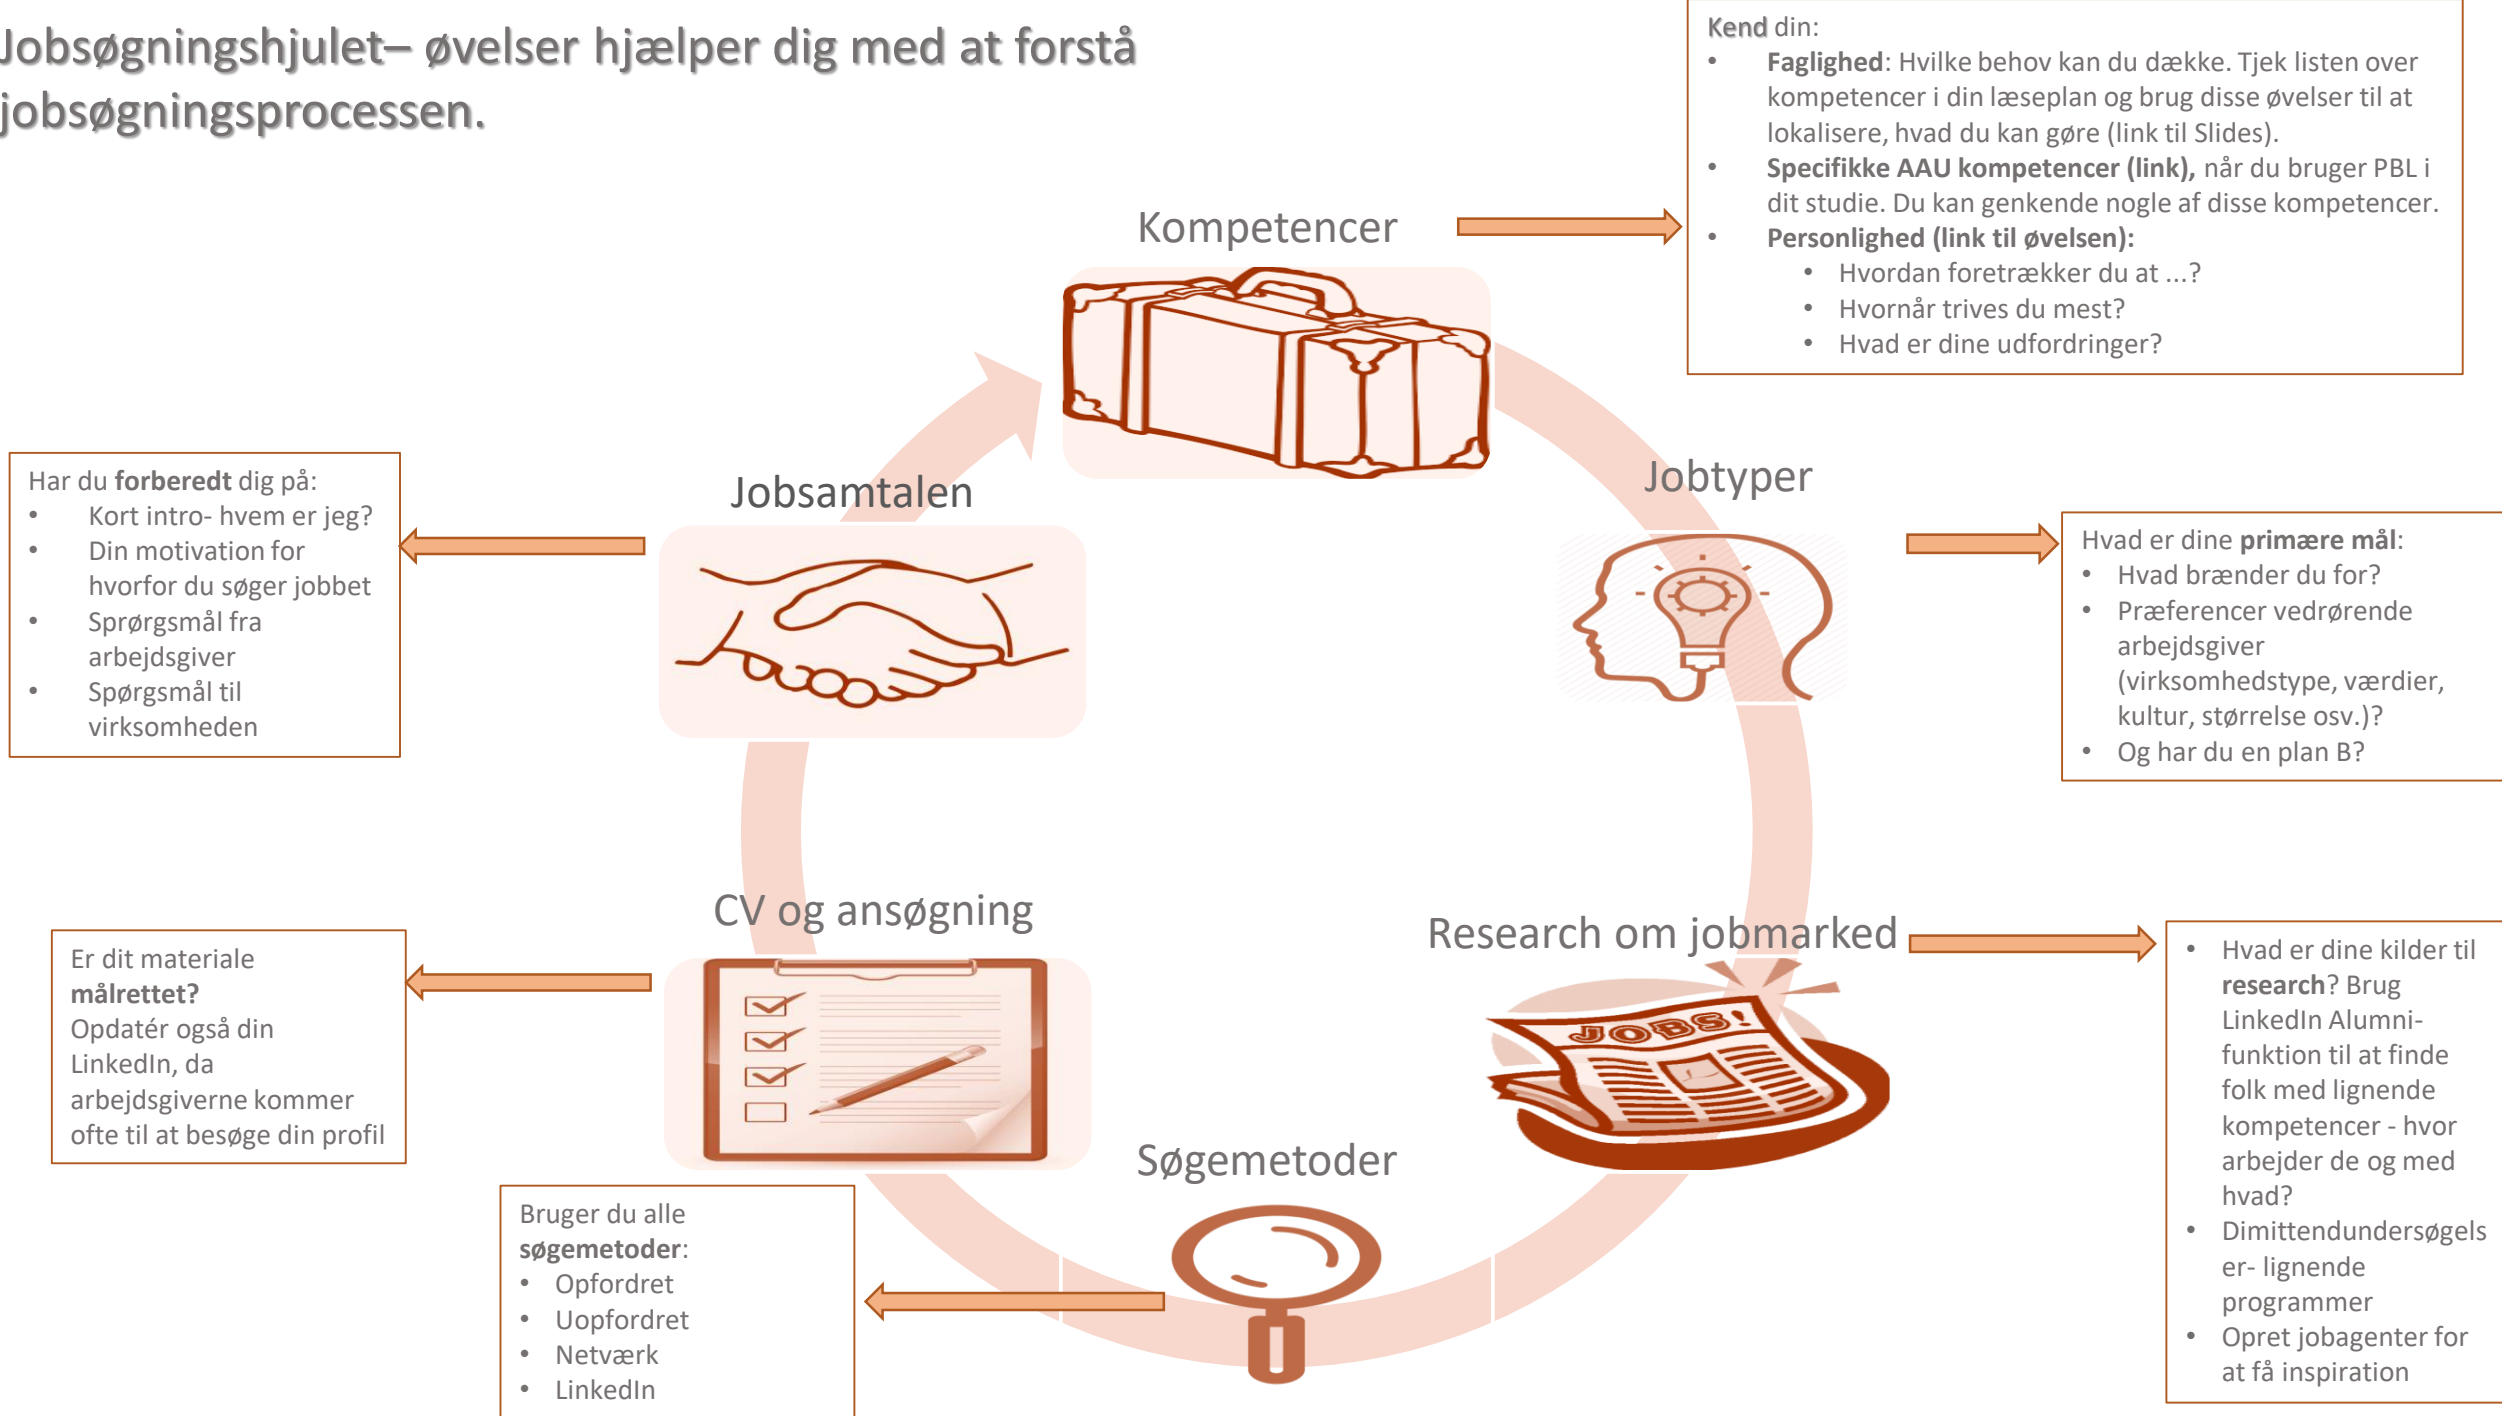 Jobsøgningshjulet– øvelser hjælper dig med at forstå
jobsøgningsprocessen.
Kend din:
• Faglighed: Hvilke behov kan du dække. Tjek listen over
kompetencer i din læseplan og brug disse øvelser til at
lokalisere, hvad du kan gøre (link til Slides).
• Specifikke AAU kompetencer (link), når du bruger PBL i
dit studie. Du kan genkende nogle af disse kompetencer.
• Personlighed (link til øvelsen):
• Hvordan foretrækker du at ...?
• Hvornår trives du mest?
• Hvad er dine udfordringer?
Kompetencer
Jobtyper
Hvad er dine primære mål:
• Hvad brænder du for?
• Præferencer vedrørende
arbejdsgiver
(virksomhedstype, værdier,
kultur, størrelse osv.)?
• Og har du en plan B?
Research om jobmarked
JOBS!
• Hvad er dine kilder til
research? Brug
LinkedIn Alumni-
funktion til at finde
folk med lignende
kompetencer - hvor
arbejder de og med
hvad?
• Dimittendundersøgels
er- lignende
programmer
• Opret jobagenter for
at få inspiration
Søgemetoder
Bruger du alle
søgemetoder:
• Opfordret
• Uopfordret
• Netværk
• LinkedIn
CV og ansøgning
Er dit materiale
målrettet?
Opdatér også din
LinkedIn, da
arbejdsgiverne kommer
ofte til at besøge din profil
Jobsamtalen
Har du forberedt dig på:
• Kort intro- hvem er jeg?
• Din motivation for
hvorfor du søger jobbet
• Sprørgsmål fra
arbejdsgiver
• Spørgsmål til
virksomheden